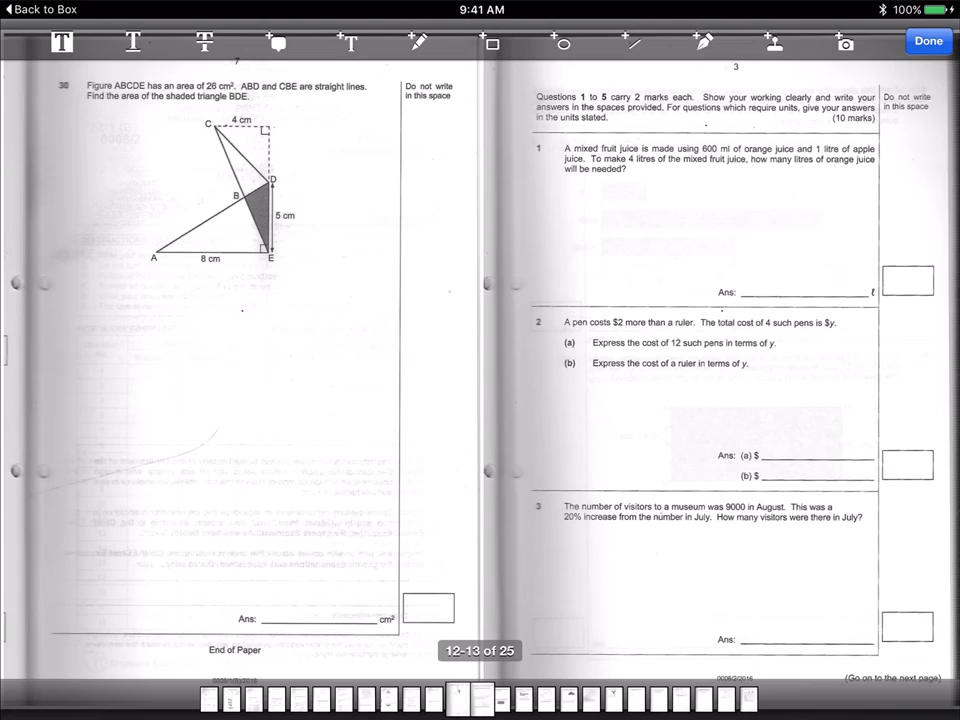 Back to Box
9:41 AM
100%
T T T T
Done
7
30 Figure ABCDE has an area of 26 cm². ABD and CBE are straight lines.
Find the area of the shaded triangle BDE.
Do not write
in this space
C 4 cm
D
B
5 cm
A 8 cm E
Ans: cm²
End of Paper
0008/1(B)/2016
3
Questions 1 to 5 carry 2 marks each. Show your working clearly and write your
answers in the spaces provided. For questions which require units, give your answers
in the units stated. (10 marks)
Do not write
in this space
1 A mixed fruit juice is made using 600 ml of orange juice and 1 litre of apple
juice. To make 4 litres of the mixed fruit juice, how many litres of orange juice
will be needed?
Ans: ℓ
2 A pen costs $2 more than a ruler. The total cost of 4 such pens is $y.
(a) Express the cost of 12 such pens in terms of y.
(b) Express the cost of a ruler in terms of y.
Ans: (a) $
(b) $
3 The number of visitors to a museum was 9000 in August. This was a
20% increase from the number in July. How many visitors were there in July?
Ans:
12-13 of 25
0008/2/2016
(Go on to the next page)